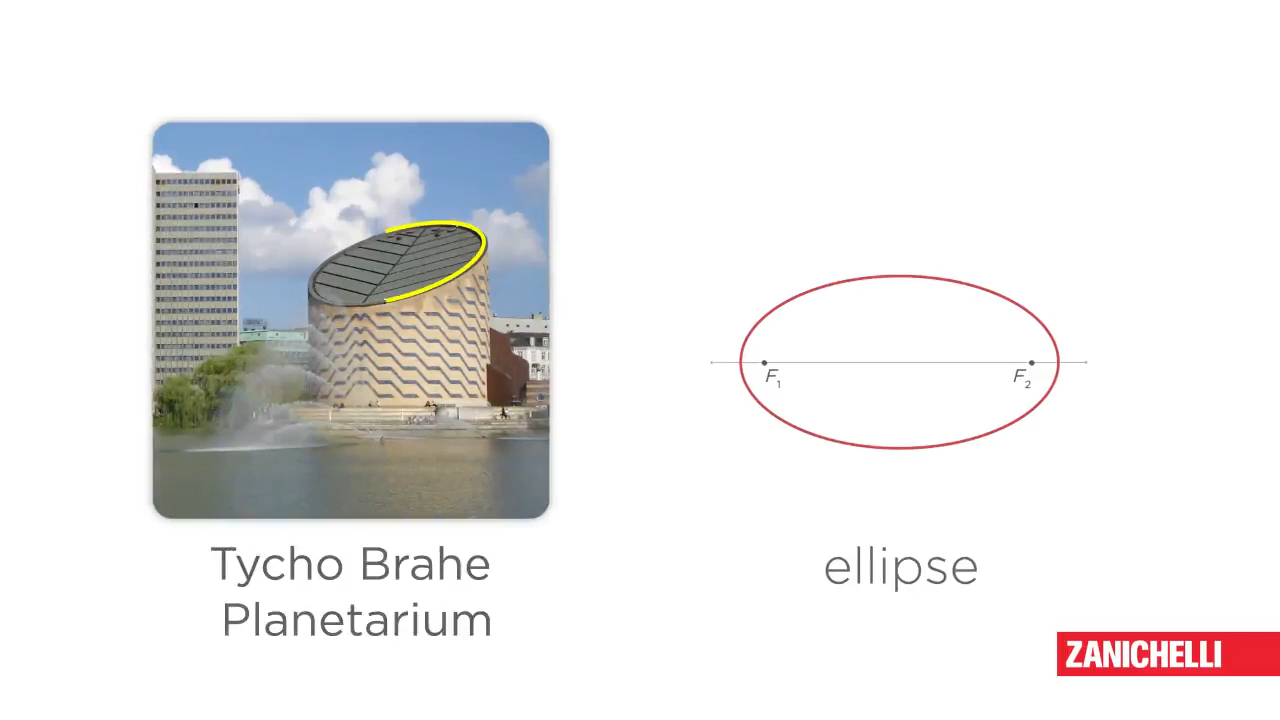 F1
F2
Tycho Brahe
Planetarium
ellipse
ZANICHELLI